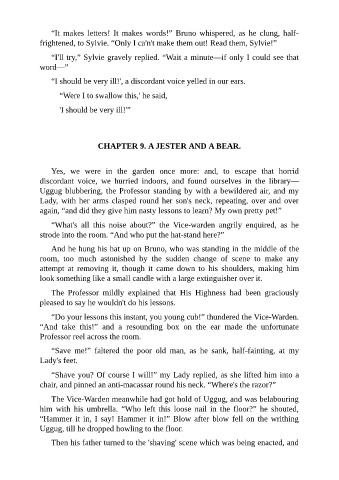 “It makes letters! It makes words!” Bruno whispered, as he clung, half-
frightened, to Sylvie. “Only I ca'n't make them out! Read them, Sylvie!”
“I'll try,” Sylvie gravely replied. “Wait a minute—if only I could see that
word—”
“I should be very ill!', a discordant voice yelled in our ears.
“Were I to swallow this,' he said,
'I should be very ill!'”
CHAPTER 9. A JESTER AND A BEAR.
Yes, we were in the garden once more: and, to escape that horrid
discordant voice, we hurried indoors, and found ourselves in the library—
Uggug blubbering, the Professor standing by with a bewildered air, and my
Lady, with her arms clasped round her son's neck, repeating, over and over
again, “and did they give him nasty lessons to learn? My own pretty pet!”
“What's all this noise about?” the Vice-warden angrily enquired, as he
strode into the room. “And who put the hat-stand here?”
And he hung his hat up on Bruno, who was standing in the middle of the
room, too much astonished by the sudden change of scene to make any
attempt at removing it, though it came down to his shoulders, making him
look something like a small candle with a large extinguisher over it.
The Professor mildly explained that His Highness had been graciously
pleased to say he wouldn't do his lessons.
“Do your lessons this instant, you young cub!” thundered the Vice-Warden.
“And take this!” and a resounding box on the ear made the unfortunate
Professor reel across the room.
“Save me!” faltered the poor old man, as he sank, half-fainting, at my
Lady's feet.
“Shave you? Of course I will!” my Lady replied, as she lifted him into a
chair, and pinned an anti-macassar round his neck. “Where's the razor?”
The Vice-Warden meanwhile had got hold of Uggug, and was belabouring
him with his umbrella. “Who left this loose nail in the floor?” he shouted,
“Hammer it in, I say! Hammer it in!” Blow after blow fell on the writhing
Uggug, till he dropped howling to the floor.
Then his father turned to the 'shaving' scene which was being enacted, and